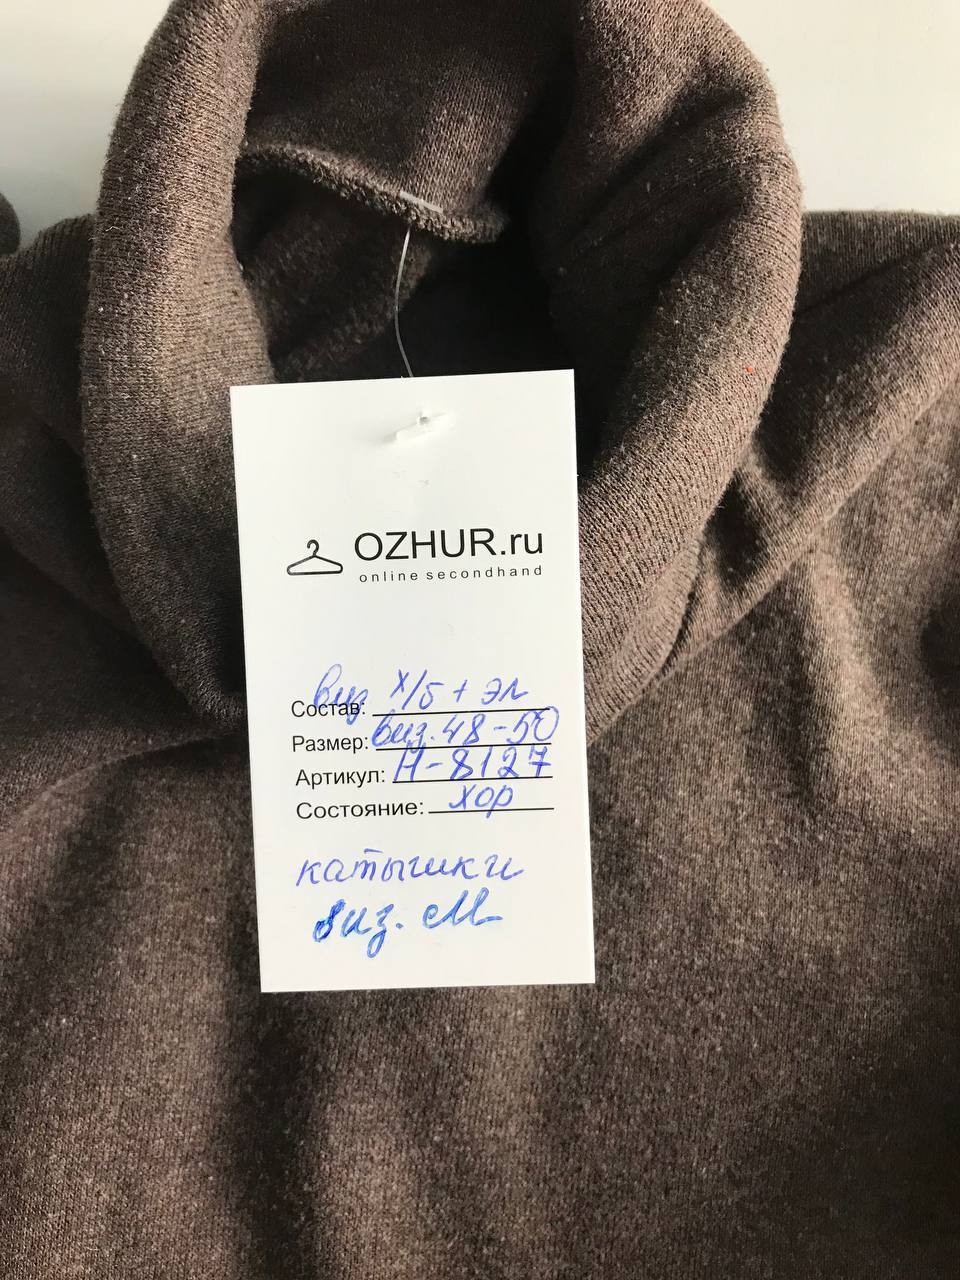 OZHUR.ru
online secondhand
Состав: виз х/б + эл
Размер: виз. 48-50
Артикул: Н-8127
Состояние: хор
катышки
виз. М